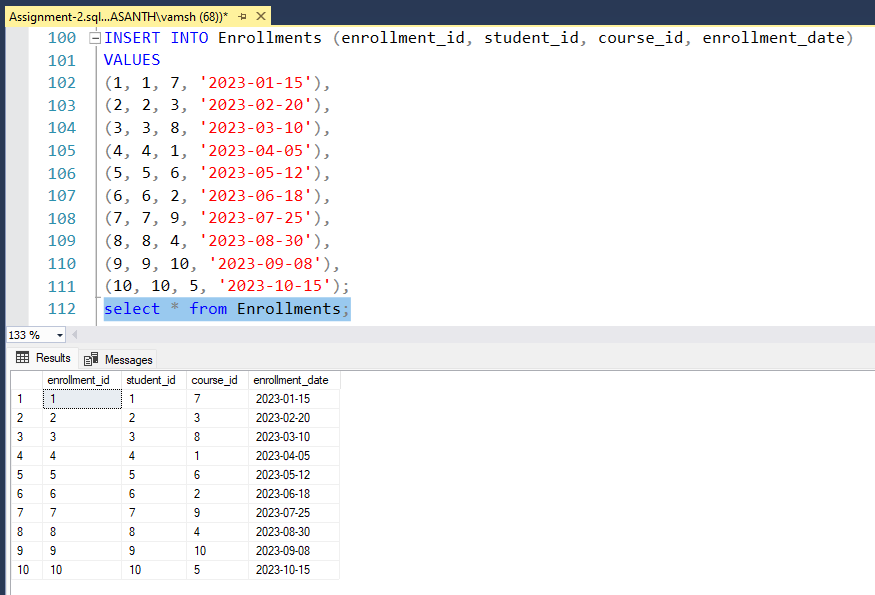 Assignment-2.sql...ASANTH\vamsh (68))*
100 INSERT INTO Enrollments (enrollment_id, student_id, course_id, enrollment_date)
101 VALUES
102 (1, 1, 7, '2023-01-15'),
103 (2, 2, 3, '2023-02-20'),
104 (3, 3, 8, '2023-03-10'),
105 (4, 4, 1, '2023-04-05'),
106 (5, 5, 6, '2023-05-12'),
107 (6, 6, 2, '2023-06-18'),
108 (7, 7, 9, '2023-07-25'),
109 (8, 8, 4, '2023-08-30'),
110 (9, 9, 10, '2023-09-08'),
111 (10, 10, 5, '2023-10-15');
112 select * from Enrollments;
133 %
Results Messages
enrollment_id student_id course_id enrollment_date
1 1 1 7 2023-01-15
2 2 2 3 2023-02-20
3 3 3 8 2023-03-10
4 4 4 1 2023-04-05
5 5 5 6 2023-05-12
6 6 6 2 2023-06-18
7 7 7 9 2023-07-25
8 8 8 4 2023-08-30
9 9 9 10 2023-09-08
10 10 10 5 2023-10-15